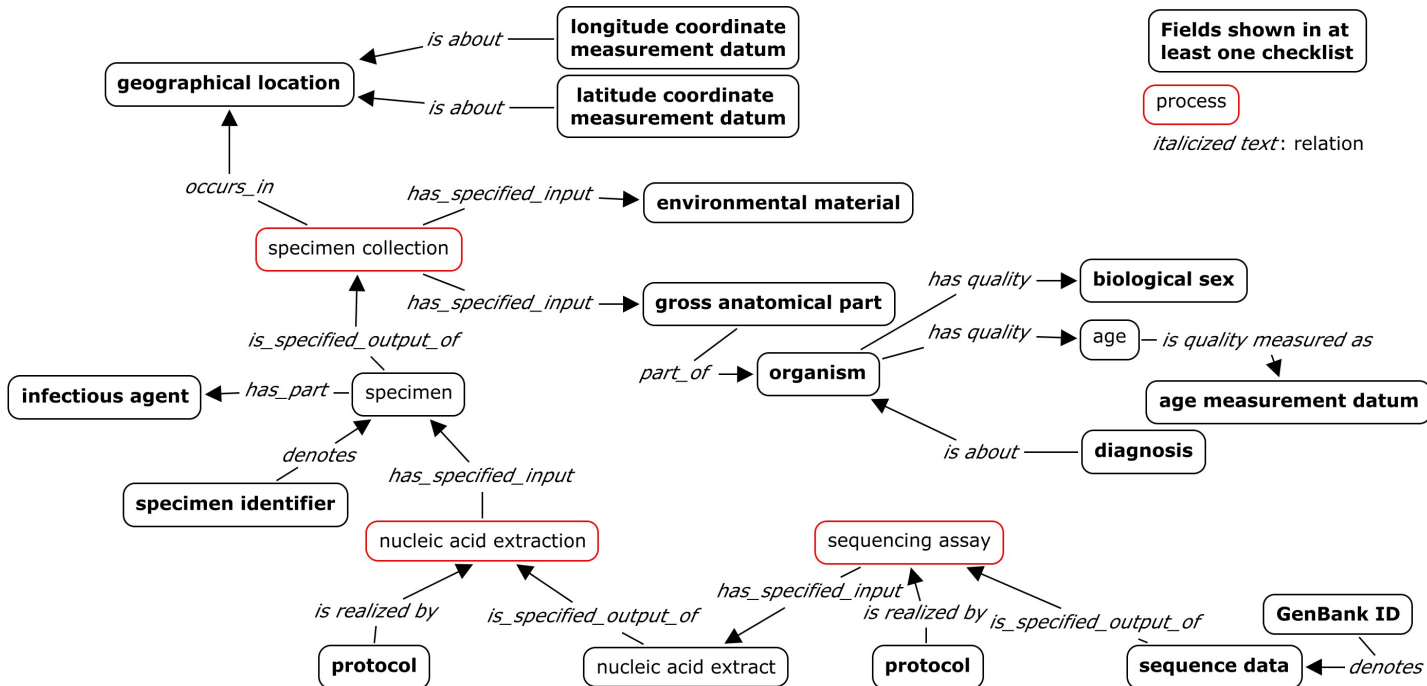 longitude coordinate
measurement datum
is about
geographical location
latitude coordinate
measurement datum
is about
Fields shown in at
least one checklist
process
italicized text: relation
occurs_in
has_specified_input
environmental material
specimen collection
has_specified_input
gross anatomical part
has quality
biological sex
is_specified_output_of
has quality
age
is quality measured as
part_of
organism
age measurement datum
infectious agent
has_part
specimen
is about
diagnosis
denotes
has_specified_input
specimen identifier
nucleic acid extraction
sequencing assay
is realized by
is_specified_output_of
has_specified_input
is realized by
is_specified_output_of
GenBank ID
protocol
nucleic acid extract
protocol
sequence data
denotes